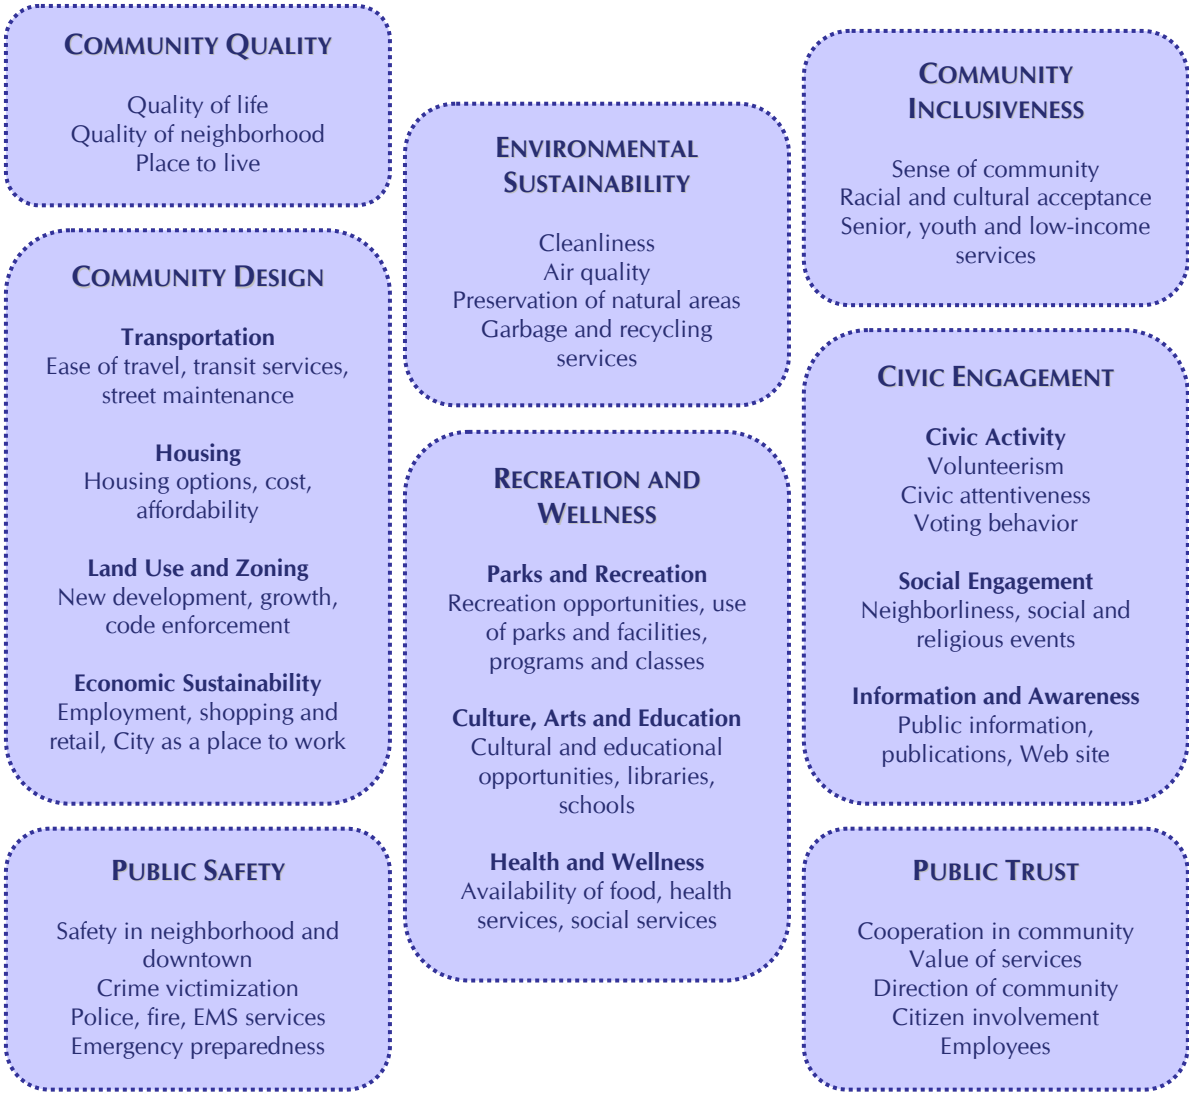 COMMUNITY QUALITY
Quality of life
Quality of neighborhood
Place to live
COMMUNITY DESIGN
Transportation
Ease of travel, transit services,
street maintenance
Housing
Housing options, cost,
affordability
Land Use and Zoning
New development, growth,
code enforcement
Economic Sustainability
Employment, shopping and
retail, City as a place to work
PUBLIC SAFETY
Safety in neighborhood and
downtown
Crime victimization
Police, fire, EMS services
Emergency preparedness
ENVIRONMENTAL
SUSTAINABILITY
Cleanliness
Air quality
Preservation of natural areas
Garbage and recycling
services
RECREATION AND
WELLNESS
Parks and Recreation
Recreation opportunities, use
of parks and facilities,
programs and classes
Culture, Arts and Education
Cultural and educational
opportunities, libraries,
schools
Health and Wellness
Availability of food, health
services, social services
COMMUNITY
INCLUSIVENESS
Sense of community
Racial and cultural acceptance
Senior, youth and low-income
services
CIVIC ENGAGEMENT
Civic Activity
Volunteerism
Civic attentiveness
Voting behavior
Social Engagement
Neighborliness, social and
religious events
Information and Awareness
Public information,
publications, Web site
PUBLIC TRUST
Cooperation in community
Value of services
Direction of community
Citizen involvement
Employees